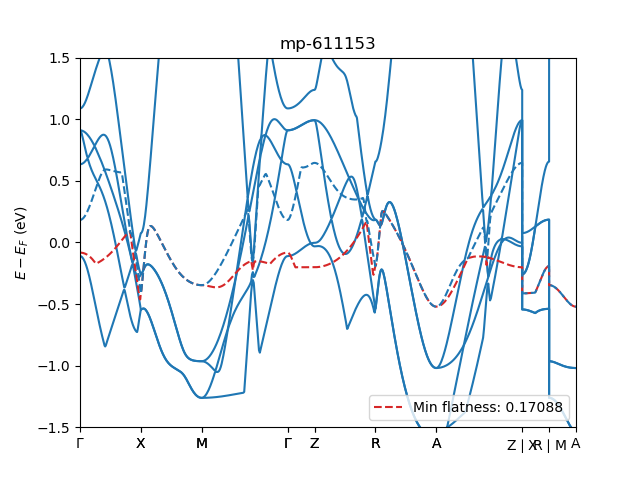 mp-611153
E − E_F (eV)
1.5
1.0
0.5
0.0
−0.5
−1.0
−1.5
Min flatness: 0.17088
Γ X M Γ Z R A Z | X R | M A